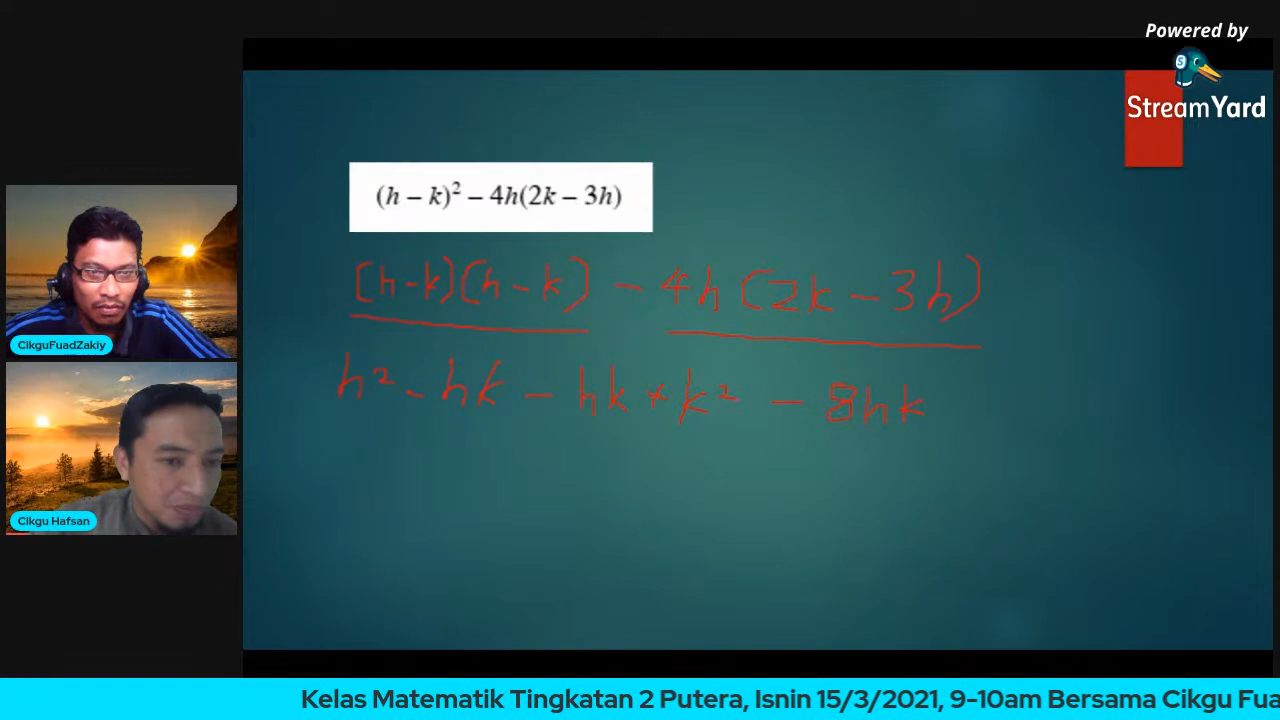 Powered by
StreamYard
(h – k)² – 4h(2k – 3h)
(h – k)(h – k) – 4h(2k – 3h)
h² - hk – hk + k² – 8hk
CikguFuadZakiy
Cikgu Hafsan
Kelas Matematik Tingkatan 2 Putera, Isnin 15/3/2021, 9-10am Bersama Cikgu Fua